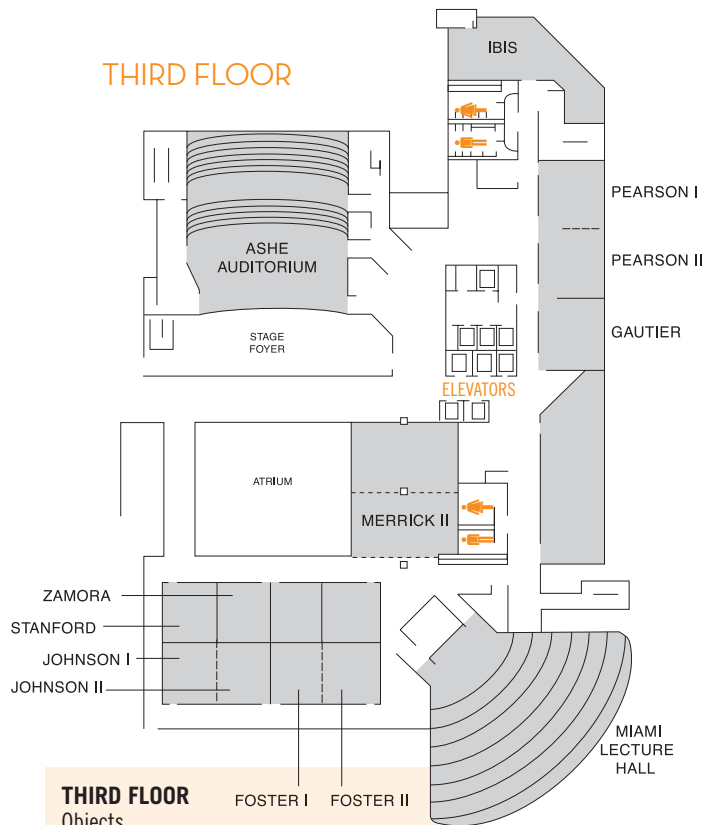 THIRD FLOOR
IBIS
PEARSON I
ASHE
AUDITORIUM
PEARSON II
STAGE
FOYER
GAUTIER
ELEVATORS
ATRIUM
MERRICK II
ZAMORA
STANFORD
JOHNSON I
JOHNSON II
MIAMI
LECTURE
HALL
THIRD FLOOR
Objects
FOSTER I
FOSTER II